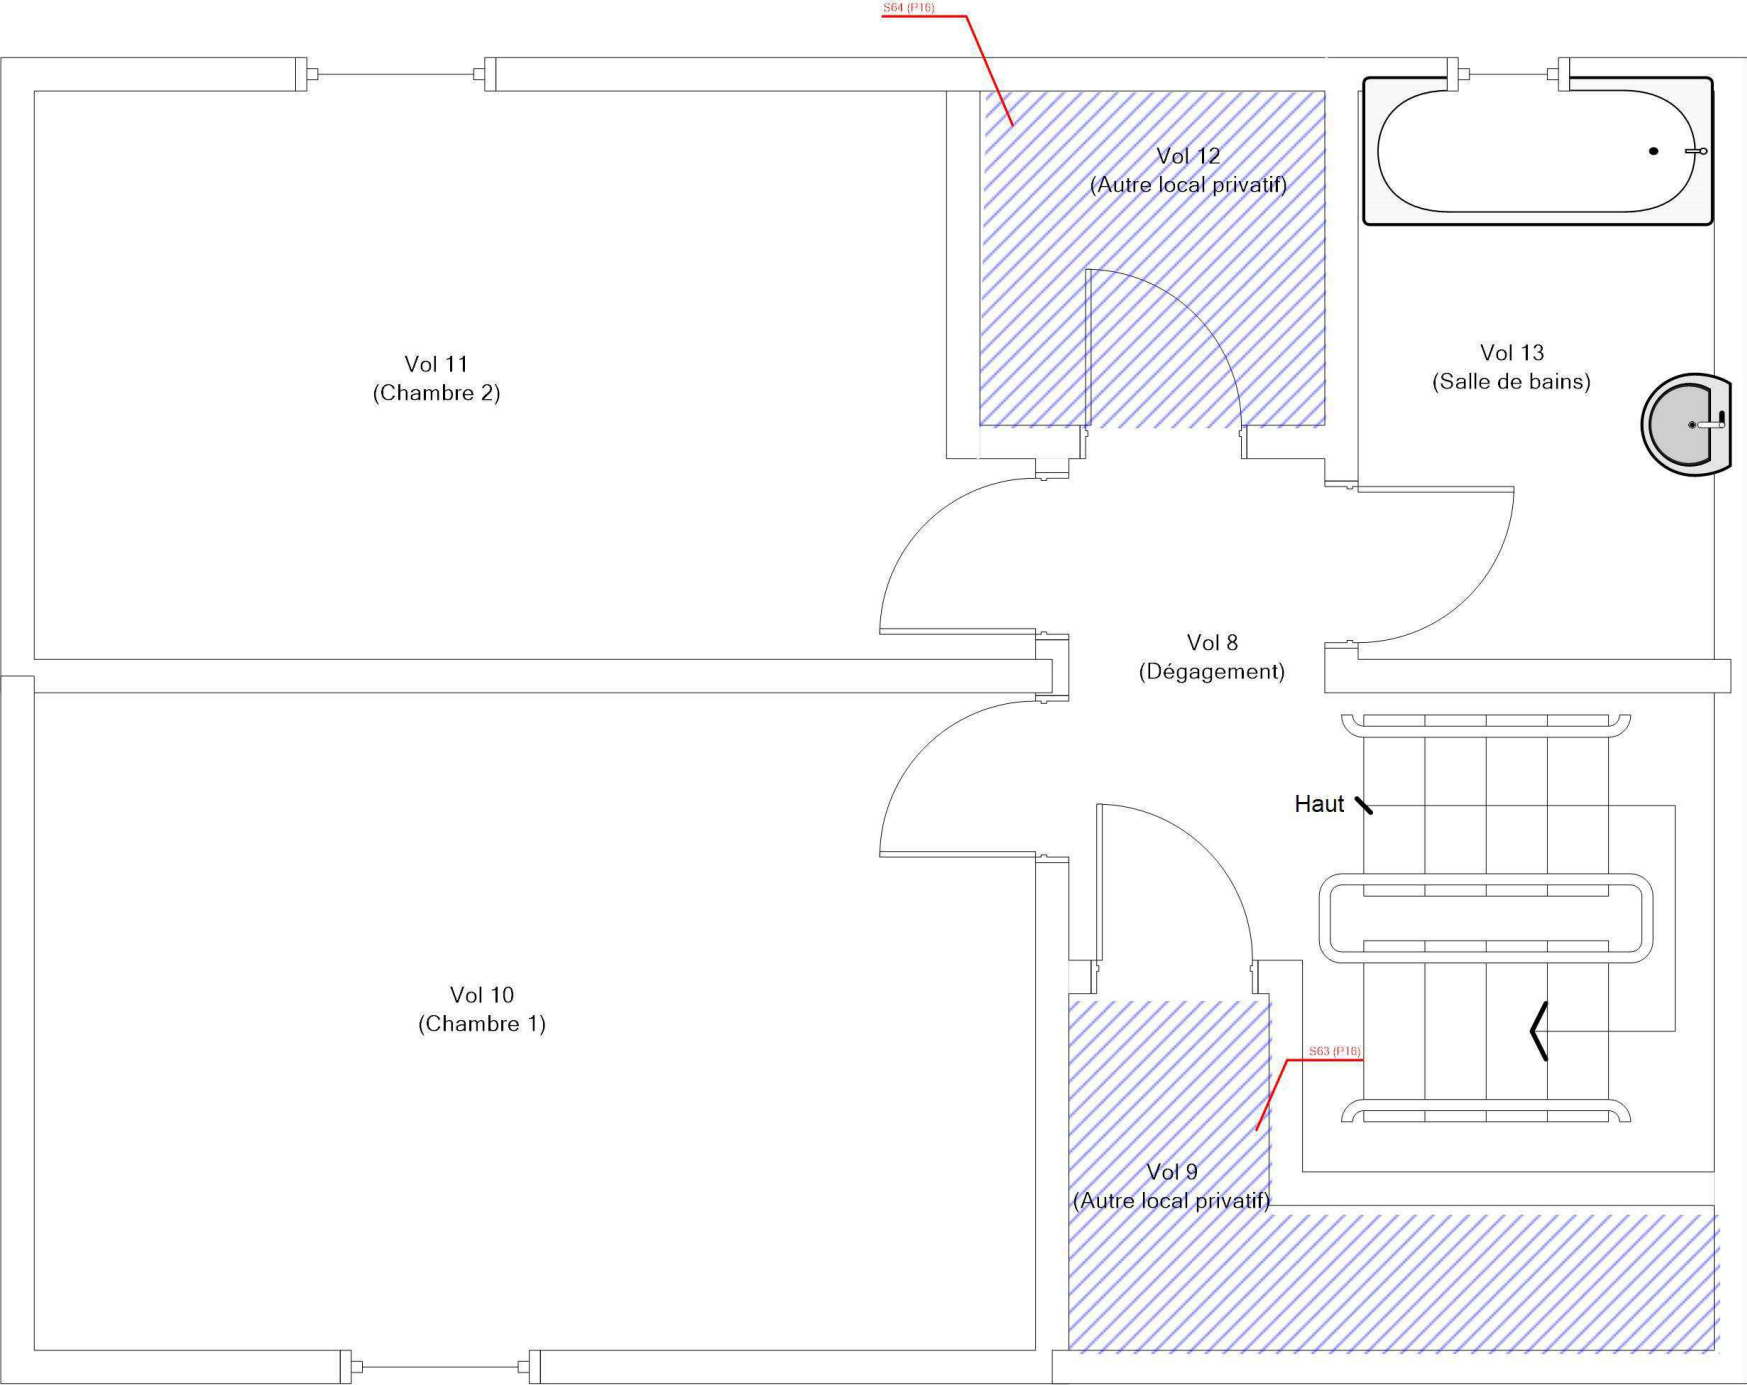 S64 (P16)
Vol 12
(Autre local privatif)
Vol 11
(Chambre 2)
Vol 13
(Salle de bains)
Vol 8
(Dégagement)
Haut
Vol 10
(Chambre 1)
S63 (P16)
Vol 9
(Autre local privatif)